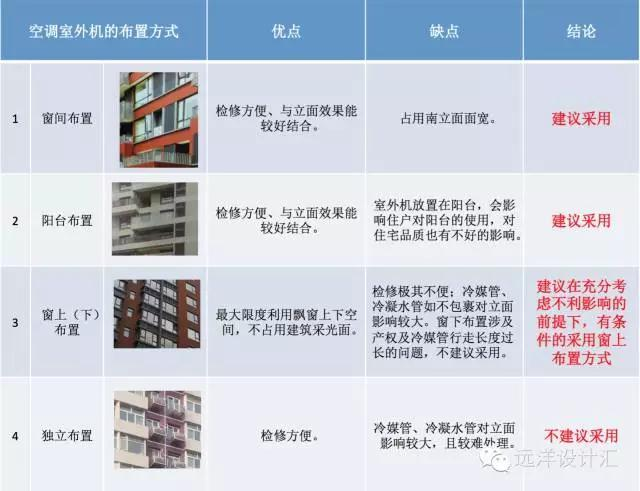 空调室外机的布置方式
优点
缺点
结论
1
窗间布置
检修方便、与立面效果能
较好结合。
占用南立面面宽。
建议采用
2
阳台布置
检修方便、与立面效果能
较好结合。
室外机放置在阳台，会影
响住户对阳台的使用，对
住宅品质也有不好的影响。
建议采用
3
窗上（下）
布置
最大限度利用飘窗上下空
间，不占用建筑采光面。
检修极其不便；冷媒管、
冷凝水管如不包裹对立面
影响较大。窗下布置涉及
产权及冷媒管行走长度过
长的问题，不建议采用。
建议在充分考
虑不利影响的
前提下，有条
件的采用窗上
布置方式
4
独立布置
检修方便。
冷媒管、冷凝水管对立面
影响较大，且较难处理。
不建议采用
远洋设计汇